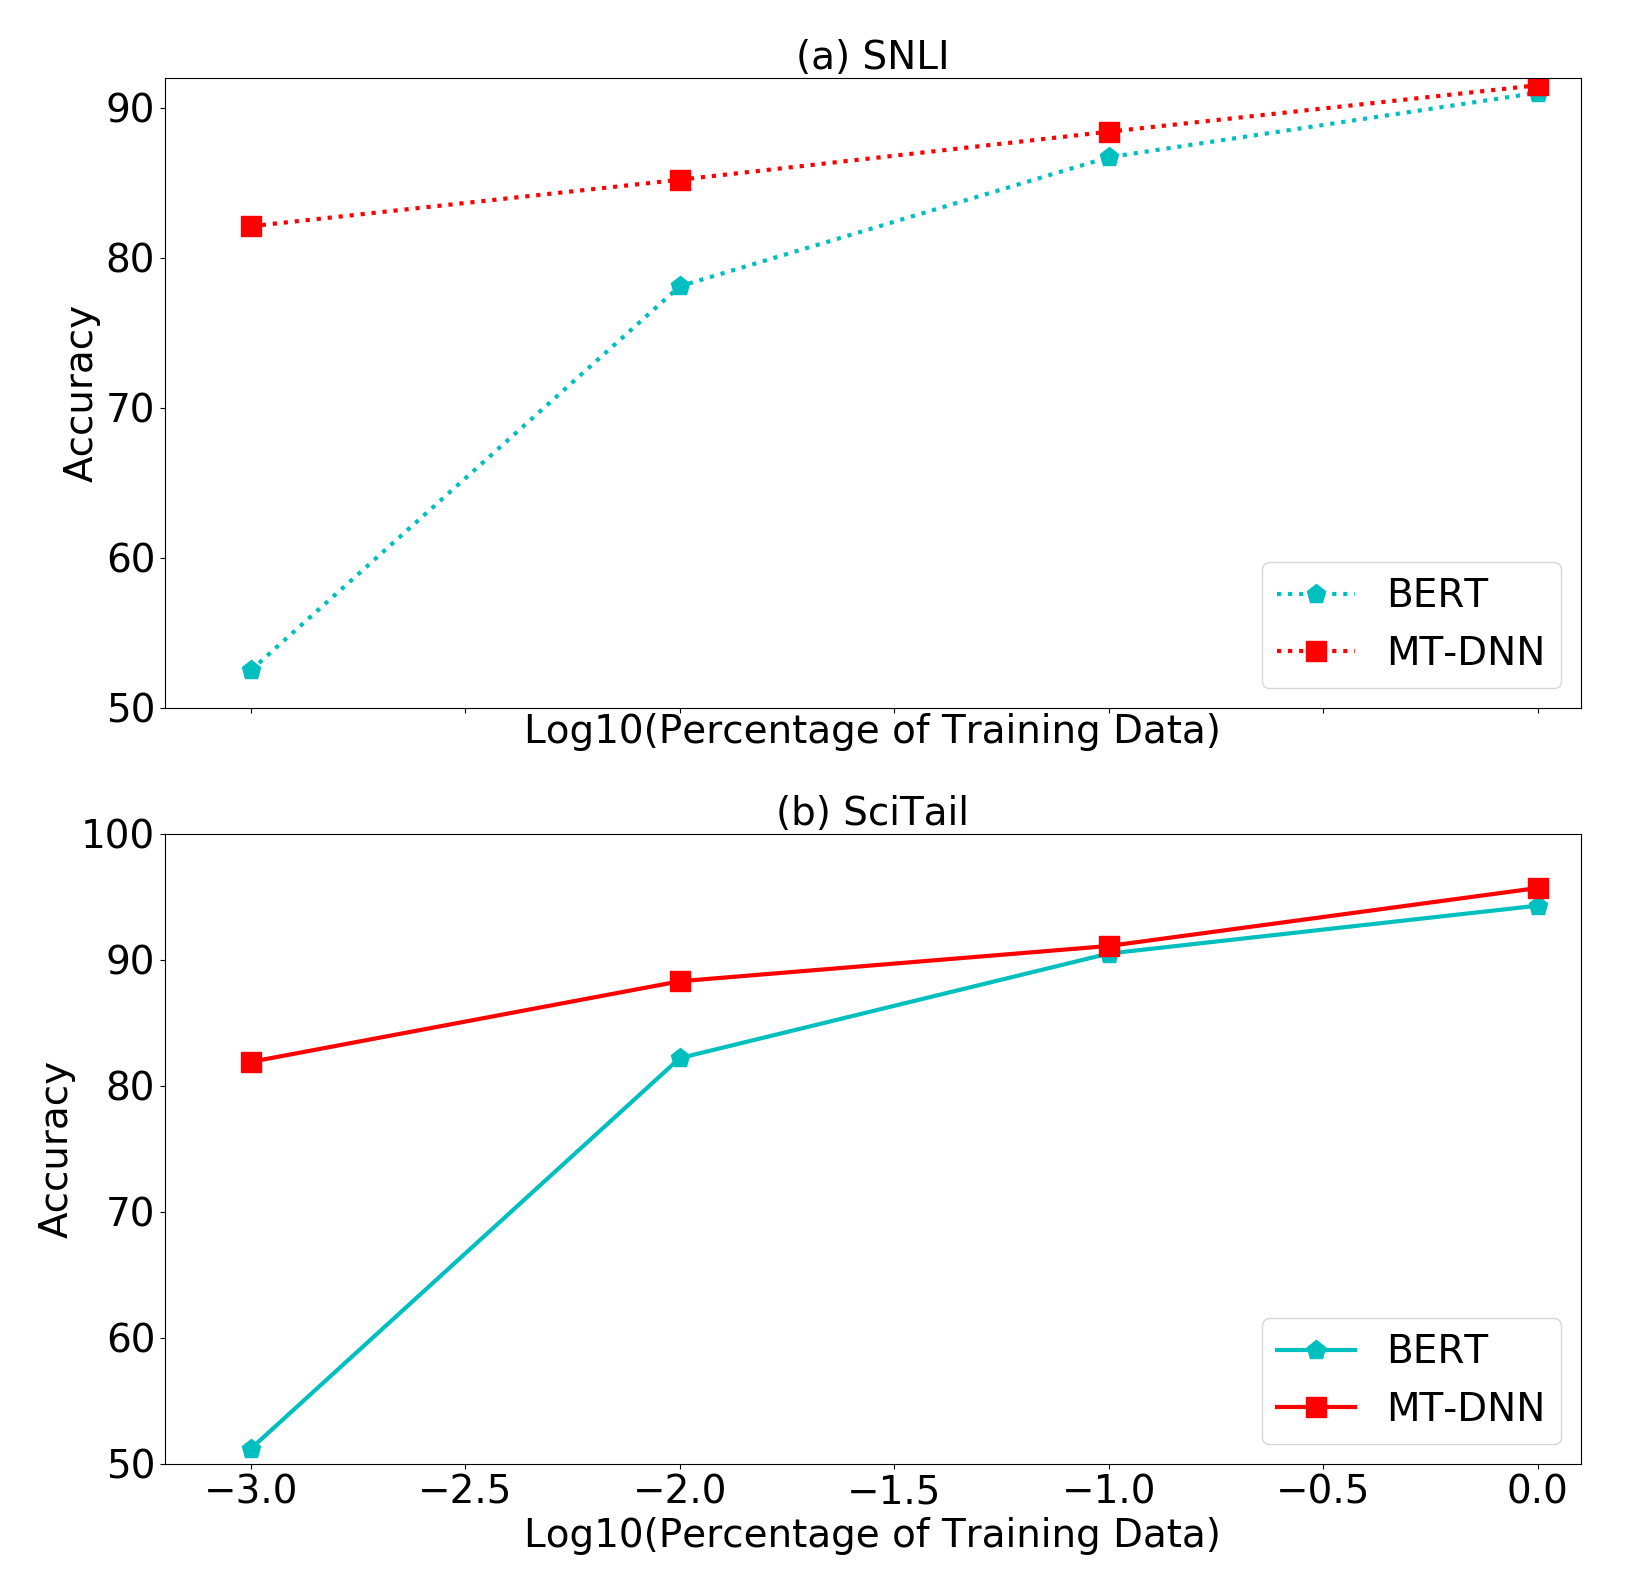 (a) SNLI
90
80
70
60
50
Accuracy
BERT
MT-DNN
Log10(Percentage of Training Data)
(b) SciTail
100
90
80
70
60
50
Accuracy
BERT
MT-DNN
−3.0 −2.5 −2.0 −1.5 −1.0 −0.5 0.0
Log10(Percentage of Training Data)